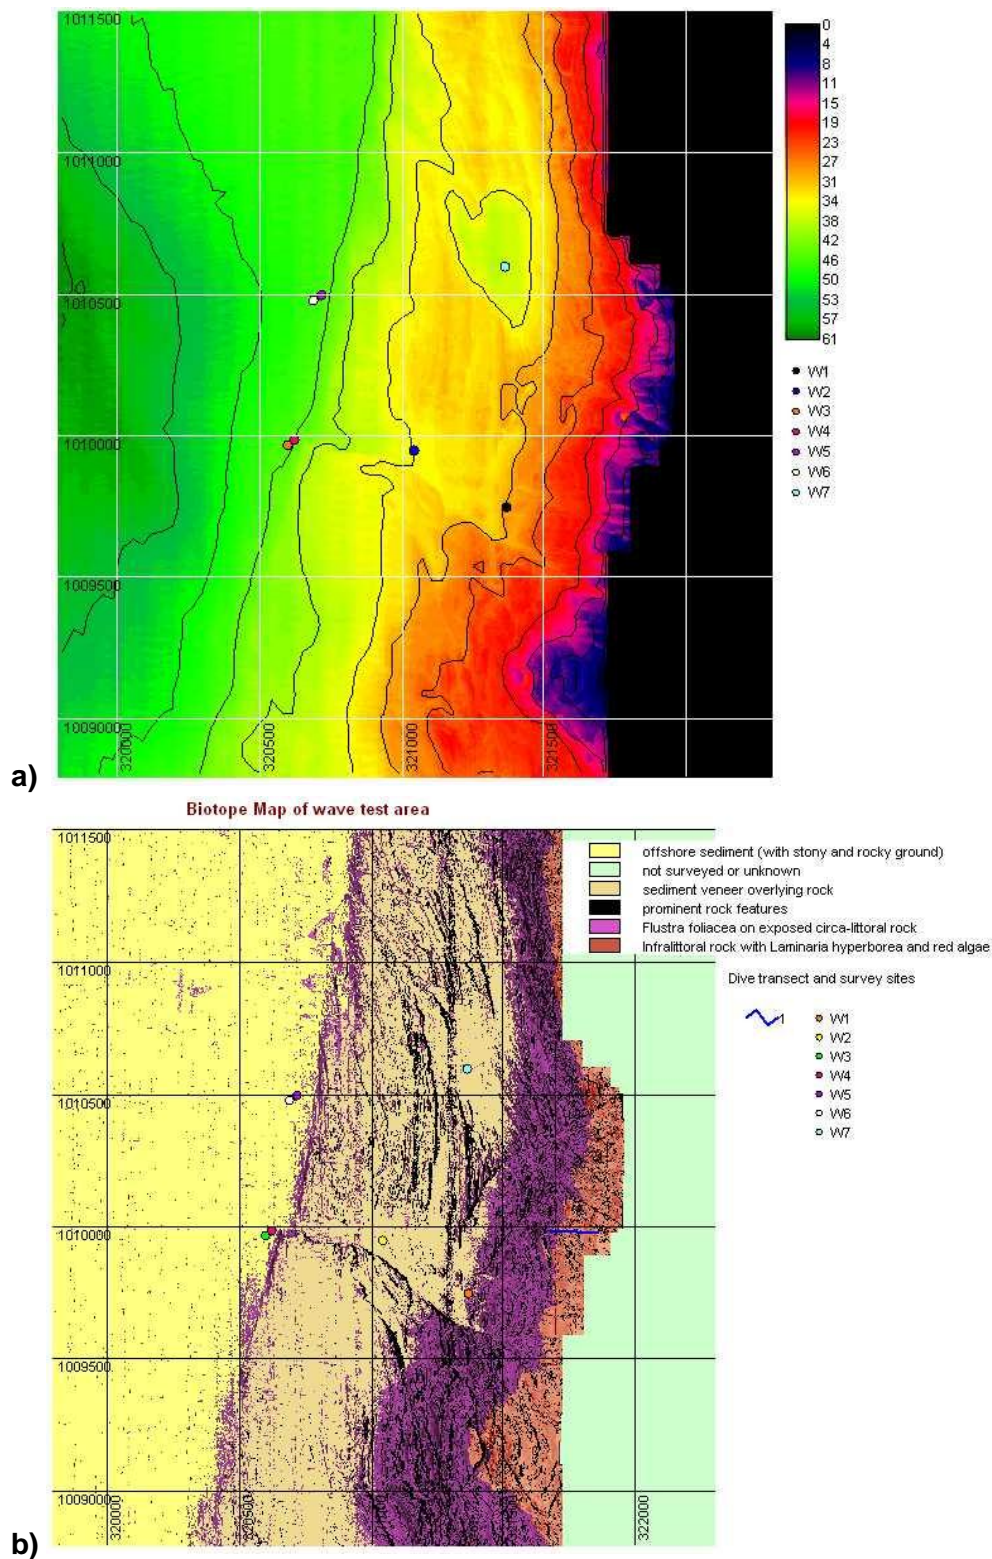 1011500
1011000
1010500
1010000
1009500
10090000
320000
320500
321000
321500
0
4
8
11
15
19
23
27
31
34
38
42
46
50
53
57
61
W1
W2
W3
W4
W5
W6
W7
a)
Biotope Map of wave test area
1011500
1011000
1010500
1010000
1009500
10090000
320000
320500
322000
offshore sediment (with stony and rocky ground)
not surveyed or unknown
sediment veneer overlying rock
prominent rock features
Flustra foliacea on exposed circa-littoral rock
Infralittoral rock with Laminaria hyperborea and red algae
Dive transect and survey sites
1
W1
W2
W3
W4
W5
W6
W7
b)